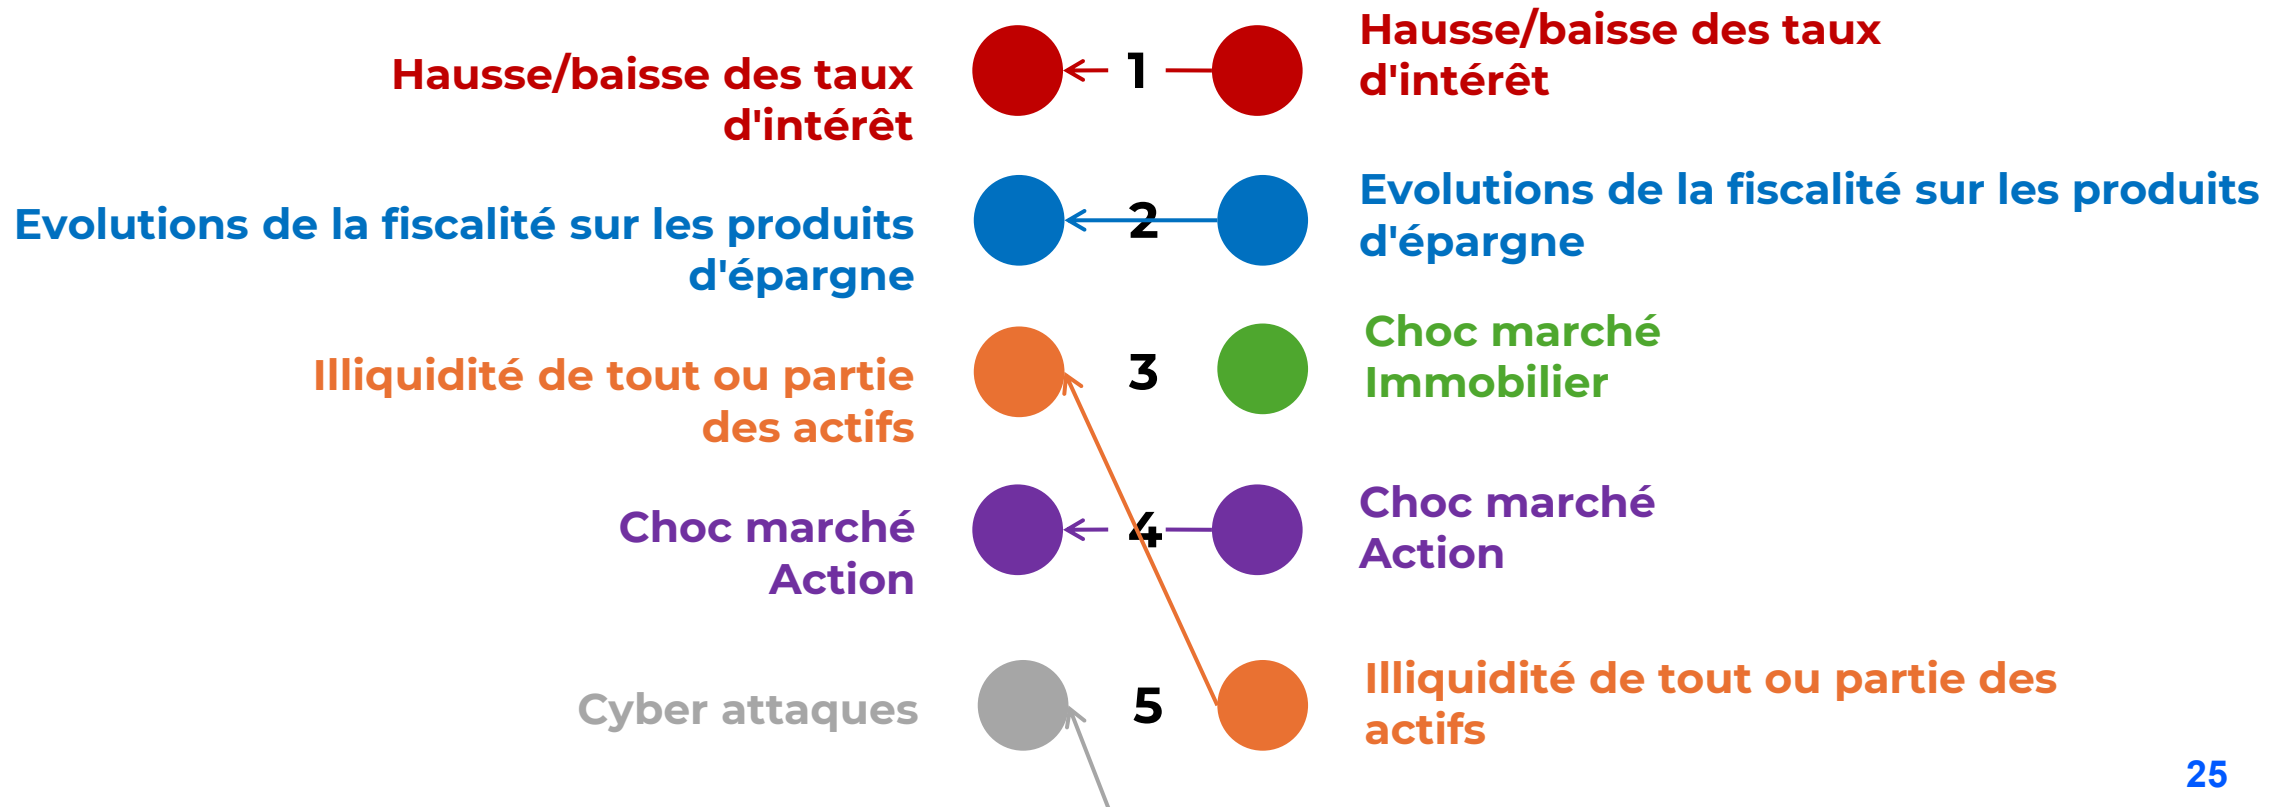 Hausse/baisse des taux
d'intérêt
1
Hausse/baisse des taux
d'intérêt
Evolutions de la fiscalité sur les produits
d'épargne
2
Evolutions de la fiscalité sur les produits
d'épargne
Illiquidité de tout ou partie
des actifs
3
Choc marché
Immobilier
Choc marché
Action
4
Choc marché
Action
Cyber attaques
5
Illiquidité de tout ou partie des
actifs
25